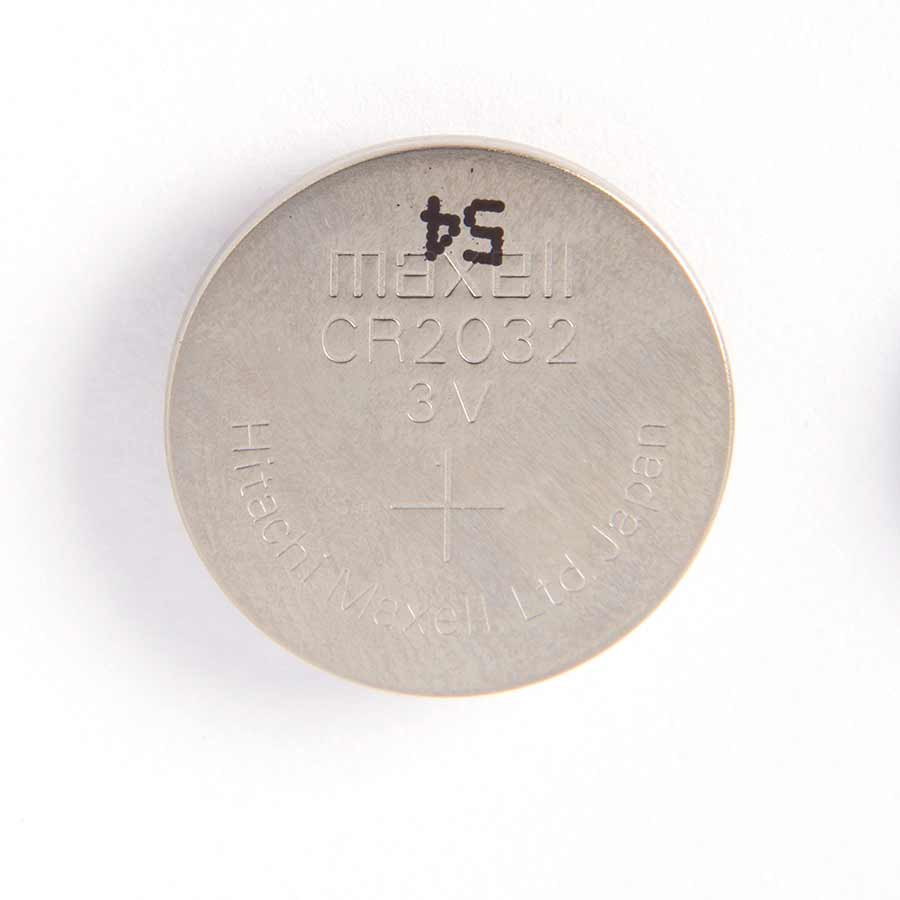 54
maxell
CR2032
3V
+
Hitachi Maxell. Ltd. Japan